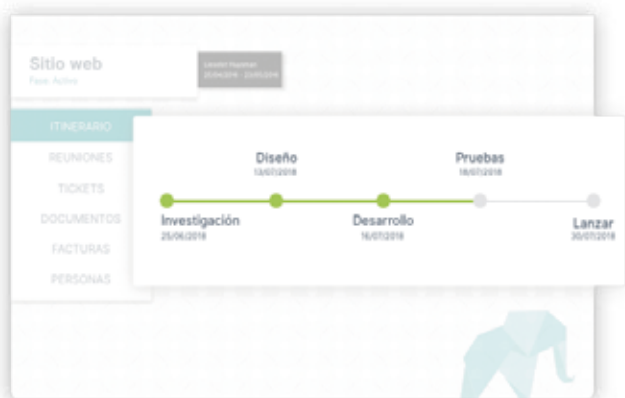 Sitio web
Fase: Activo
ITINERARIO
REUNIONES
TICKETS
DOCUMENTOS
FACTURAS
PERSONAS
Diseño
13/07/2018
Pruebas
18/07/2018
Investigación
25/06/2018
Desarrollo
16/07/2018
Lanzar
30/07/2018